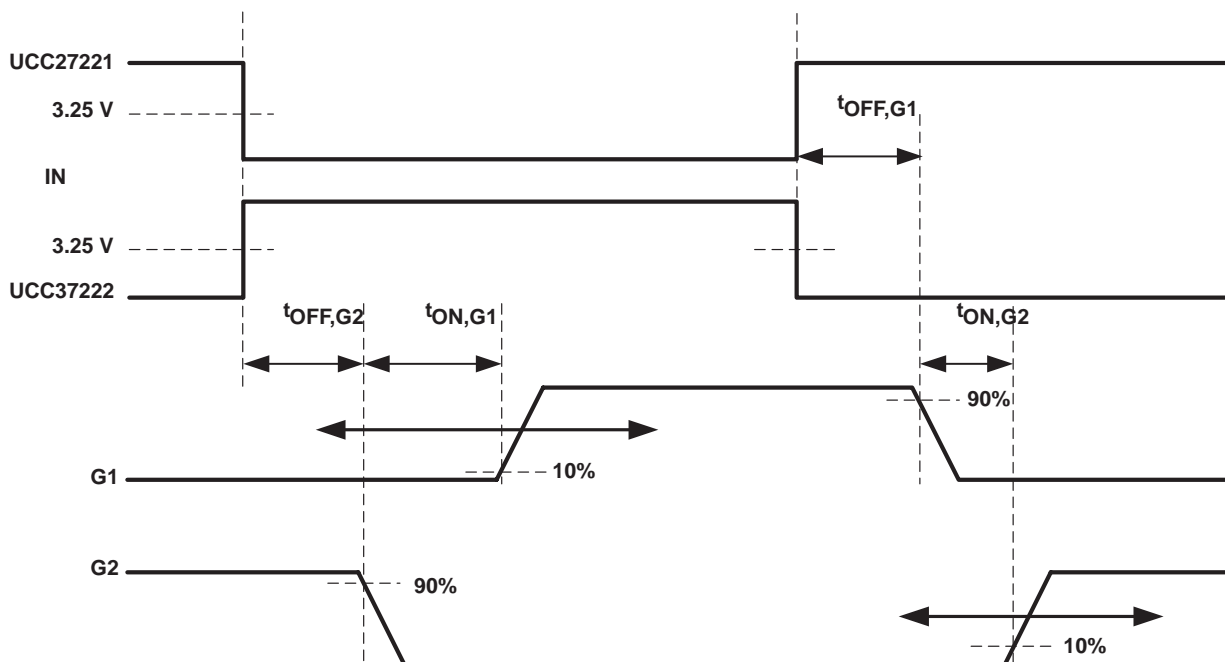 UCC27221
3.25 V
tOFF,G1
IN
3.25 V
UCC37222
tOFF,G2
tON,G1
tON,G2
90%
10%
G1
G2
90%
10%